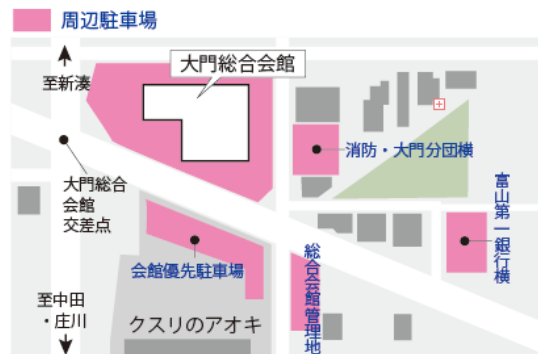 周辺駐車場
大門総合会館
至新湊
消防・大門分団横
大門総合
会館
交差点
富山第一銀行横
会館優先駐車場
総合会館管理地
至中田
・庄川
クスリのアオキ